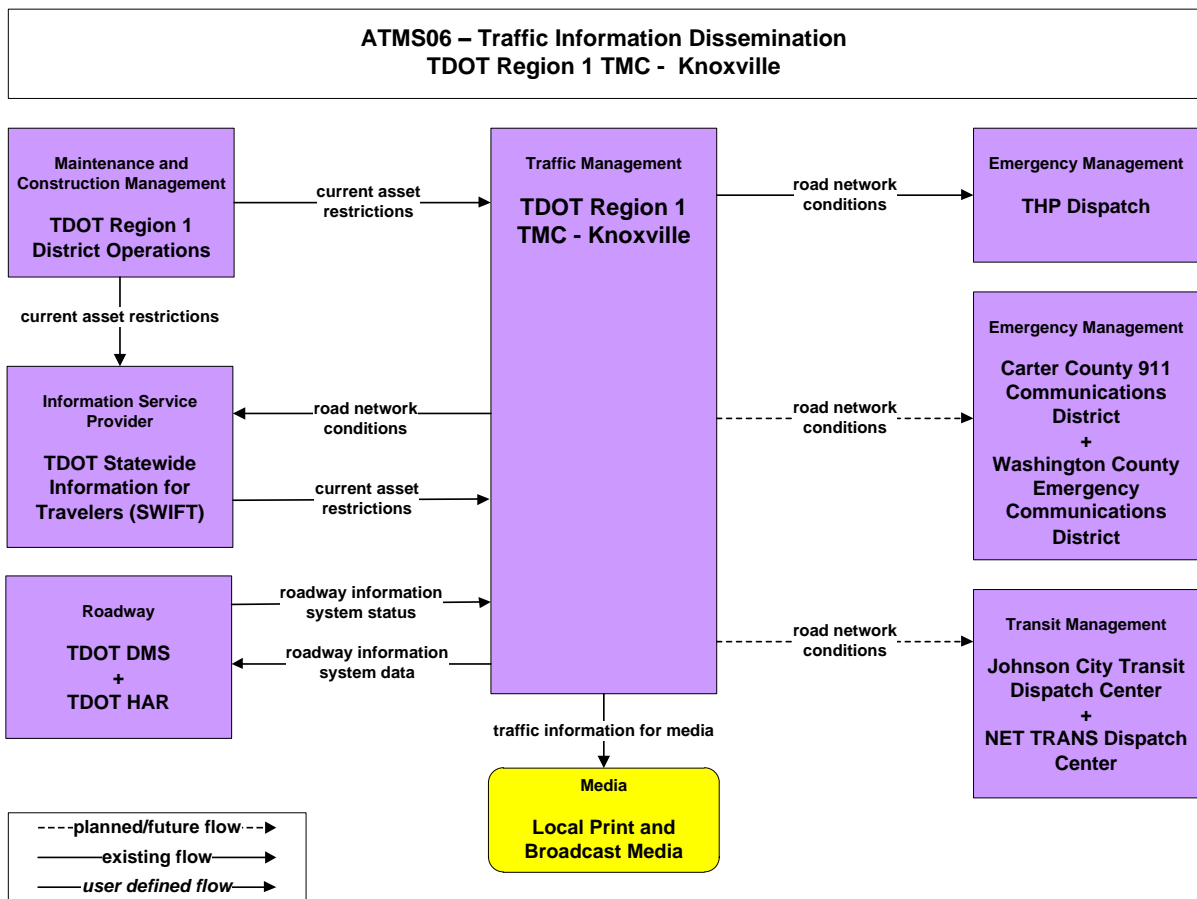 ATMS06 – Traffic Information Dissemination
TDOT Region 1 TMC - Knoxville
Maintenance and
Construction Management
TDOT Region 1
District Operations
current asset
restrictions
Traffic Management
TDOT Region 1
TMC - Knoxville
road network
conditions
Emergency Management
THP Dispatch
current asset restrictions
Information Service
Provider
TDOT Statewide
Information for
Travelers (SWIFT)
road network
conditions
current asset
restrictions
road network
conditions
Emergency Management
Carter County 911
Communications
District
+
Washington County
Emergency
Communications
District
Roadway
TDOT DMS
+
TDOT HAR
roadway information
system status
roadway information
system data
road network
conditions
Transit Management
Johnson City Transit
Dispatch Center
+
NET TRANS Dispatch
Center
traffic information for media
Media
Local Print and
Broadcast Media
planned/future flow
existing flow
user defined flow